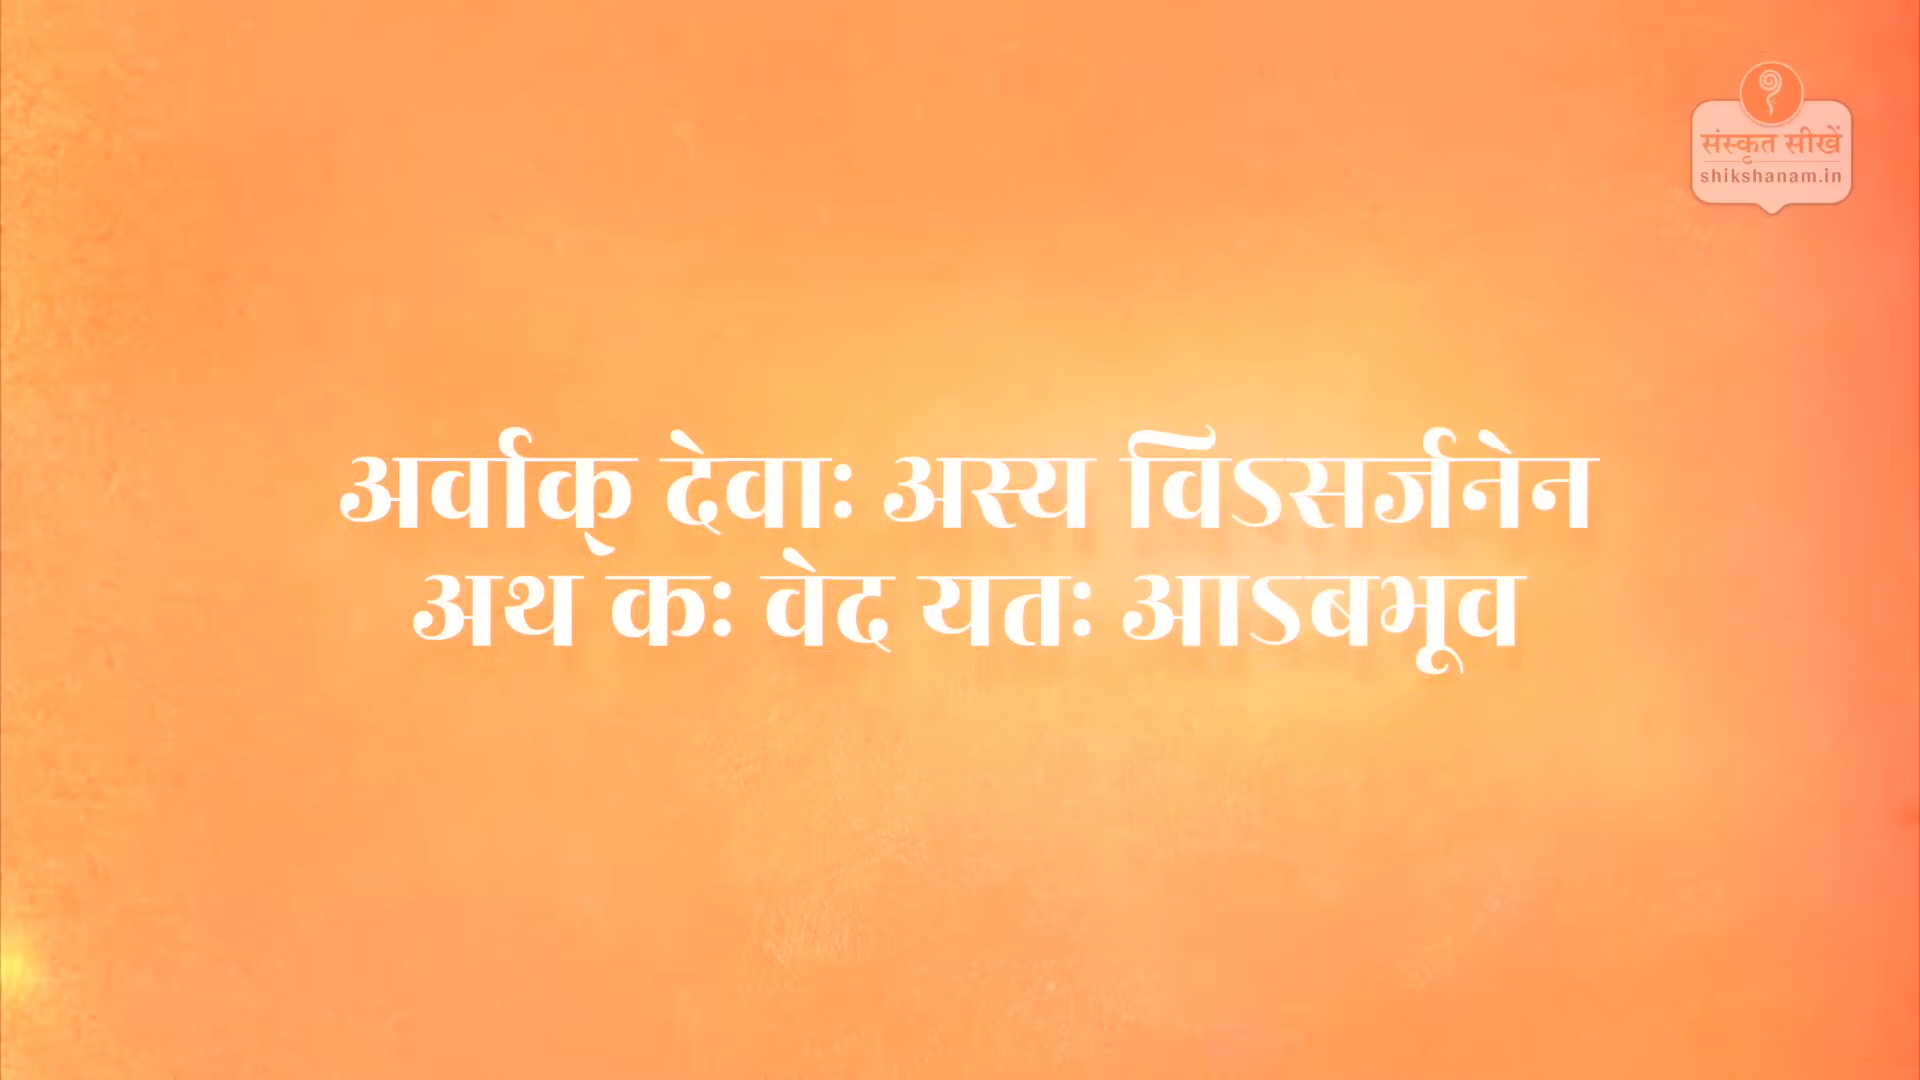 संस्कृत सीखें
shikshanam.in
अर्वाक् देवाः अस्य विऽसर्जनेन
अथ कः वेद यतः आऽबभूव